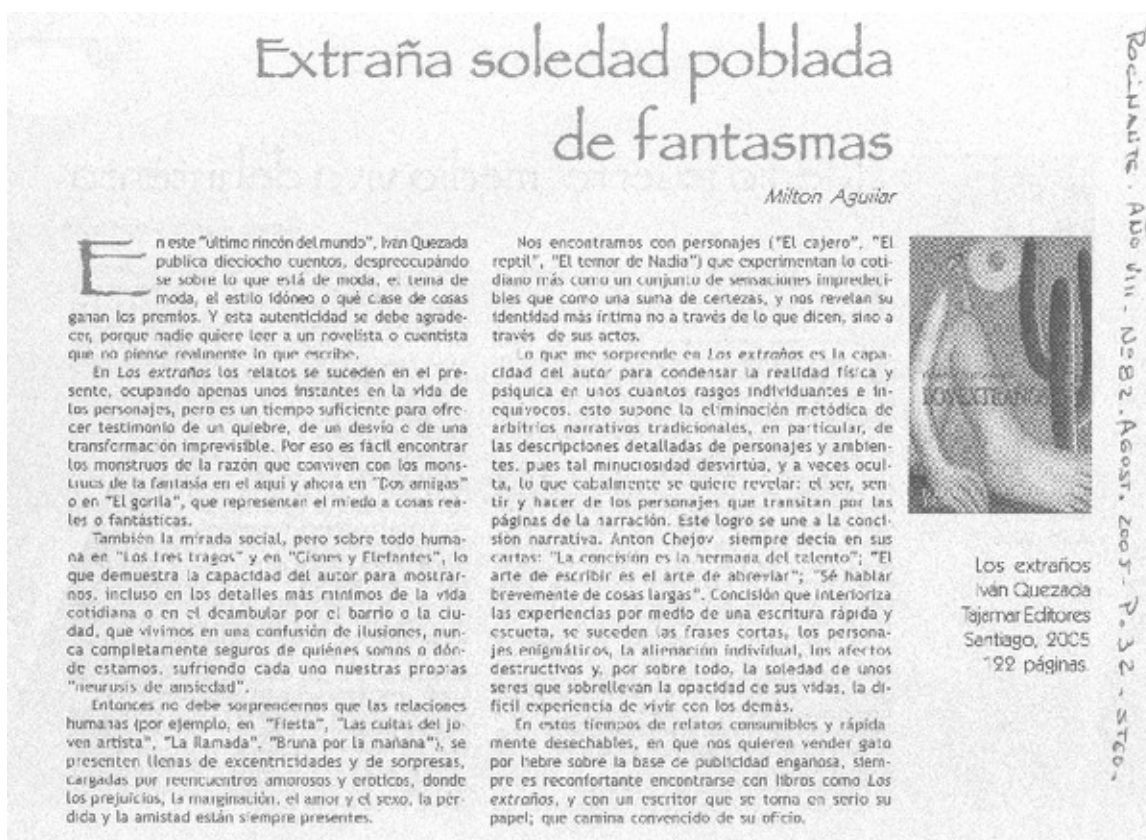 Extraña soledad poblada
de fantasmas
Milton Aguilar
En este "último rincón del mundo", Iván Quezada
publica dieciocho cuentos, despreocupándo
se sobre lo que está de moda, el tema de
moda, el estilo idóneo o qué clase de cosas
ganan los premios. Y esta autenticidad se debe agrade-
cer, porque nadie quiere leer a un novelista o cuentista
que no piense realmente lo que escribe.
En Los extraños los relatos se suceden en el pre-
sente, ocupando apenas unos instantes en la vida de
los personajes, pero es un tiempo suficiente para ofre-
cer testimonio de un quiebre, de un desvío o de una
transformación imprevisible. Por eso es fácil encontrar
los monstruos de la razón que conviven con los mons-
truos de la fantasía en el aquí y ahora en "Dos amigas"
o en "El gorila", que representan el miedo a cosas rea-
les o fantásticas.
También la mirada social, pero sobre todo huma-
na en "Los tres tragos" y en "Cisnes y Elefantes", lo
que demuestra la capacidad del autor para mostrar-
nos, incluso en los detalles más mínimos de la vida
cotidiana o en el deambular por el barrio o la ciu-
dad, que vivimos en una confusión de ilusiones, nun-
ca completamente seguros de quiénes somos o dón-
de estamos, sufriendo cada uno nuestras propias
"neurosis de ansiedad".
Entonces no debe sorprendernos que las relaciones
humanas (por ejemplo, en "Fiesta", "Las cuitas del jo-
ven artista", "La llamada", "Bruna por la mañana"), se
presenten llenas de excentricidades y de sorpresas,
cargadas por reencuentros amorosos y eróticos, donde
los prejuicios, la marginación, el amor y el sexo, la pér-
dida y la amistad están siempre presentes.
Nos encontramos con personajes ("El cajero", "El
reptil", "El temor de Nadia") que experimentan lo coti-
diano más como un conjunto de sensaciones impredeci-
bles que como una suma de certezas, y nos revelan su
identidad más íntima no a través de lo que dicen, sino a
través de sus actos.
Lo que me sorprende en Los extraños es la capa-
cidad del autor para condensar la realidad física y
psíquica en unos cuantos rasgos individuantes e in-
equívocos, esto supone la eliminación metódica de
arbitrios narrativos tradicionales, en particular, de
las descripciones detalladas de personajes y ambien-
tes, pues tal minuciosidad desvirtúa, y a veces ocul-
ta, lo que cabalmente se quiere revelar: el ser, sen-
tir y hacer de los personajes que transitan por las
páginas de la narración. Este logro se une a la conci-
sión narrativa. Anton Chejov siempre decía en sus
cartas: "La concisión es la hermana del talento"; "El
arte de escribir es el arte de abreviar"; "Sé hablar
brevemente de cosas largas". Concisión que interioriza
las experiencias por medio de una escritura rápida y
escueta, se suceden las frases cortas, los persona-
jes enigmáticos, la alienación individual, los afectos
destructivos y, por sobre todo, la soledad de unos
seres que sobrellevan la opacidad de sus vidas, la di-
fícil experiencia de vivir con los demás.
En estos tiempos de relatos consumibles y rápida-
mente desechables, en que nos quieren vender gato
por liebre sobre la base de publicidad engañosa, siem-
pre es reconfortante encontrarse con libros como Los
extraños, y con un escritor que se toma en serio su
papel; que camina convencido de su oficio.
Los extraños
Iván Quezada
Tajamar Editores
Santiago, 2005
122 páginas.
ROCINANTE. AÑO VII - Nº 82. AGOST. 2005 - P. 32 - STGO.